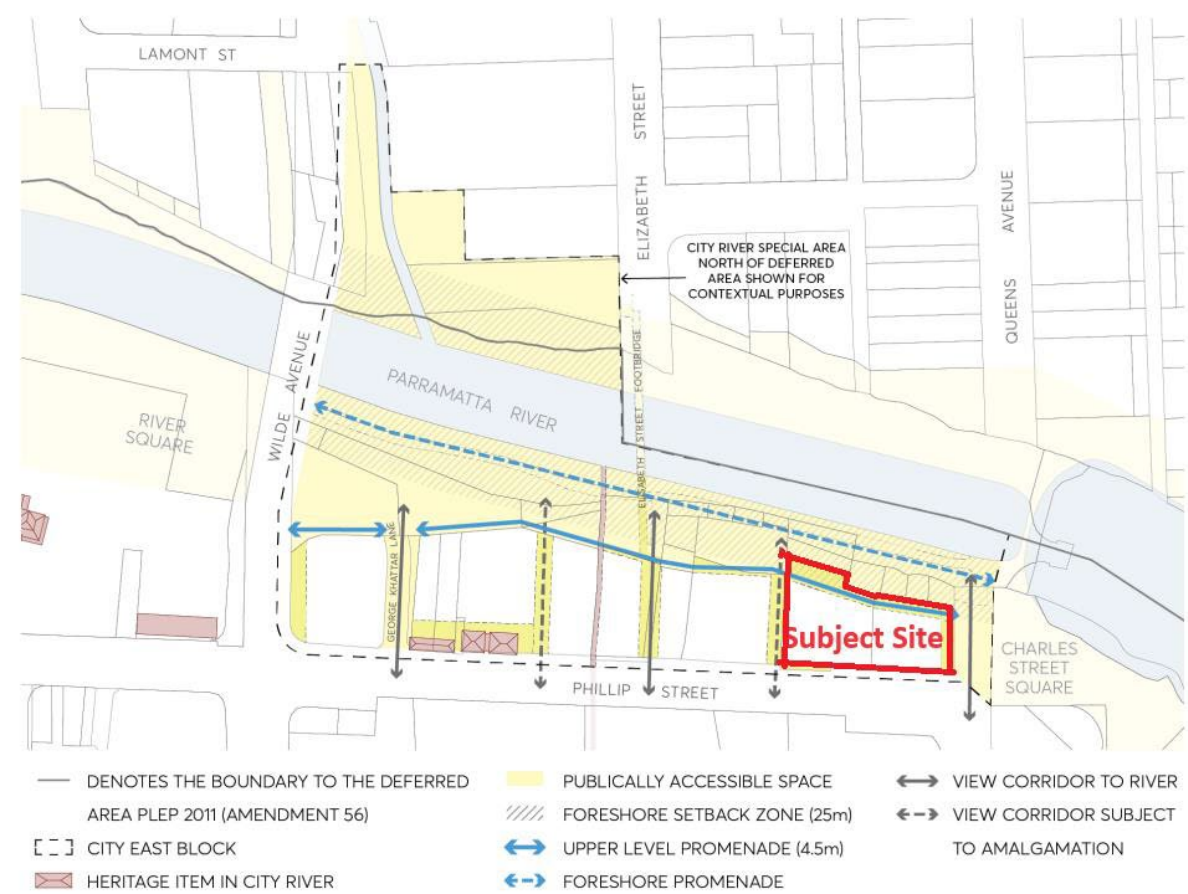 LAMONT ST
ELIZABETH STREET
QUEENS AVENUE
CITY RIVER SPECIAL AREA
NORTH OF DEFERRED
AREA SHOWN FOR
CONTEXTUAL PURPOSES
WILDE AVENUE
PARRAMATTA RIVER
ELISABETH STREET FOOTBRIDGE
RIVER
SQUARE
GEORGE KHATTAR LANE
Subject Site
CHARLES
STREET
SQUARE
PHILLIP STREET
DENOTES THE BOUNDARY TO THE DEFERRED
AREA PLEP 2011 (AMENDMENT 56)
CITY EAST BLOCK
HERITAGE ITEM IN CITY RIVER
PUBLICALLY ACCESSIBLE SPACE
FORESHORE SETBACK ZONE (25m)
UPPER LEVEL PROMENADE (4.5m)
FORESHORE PROMENADE
VIEW CORRIDOR TO RIVER
VIEW CORRIDOR SUBJECT
TO AMALGAMATION